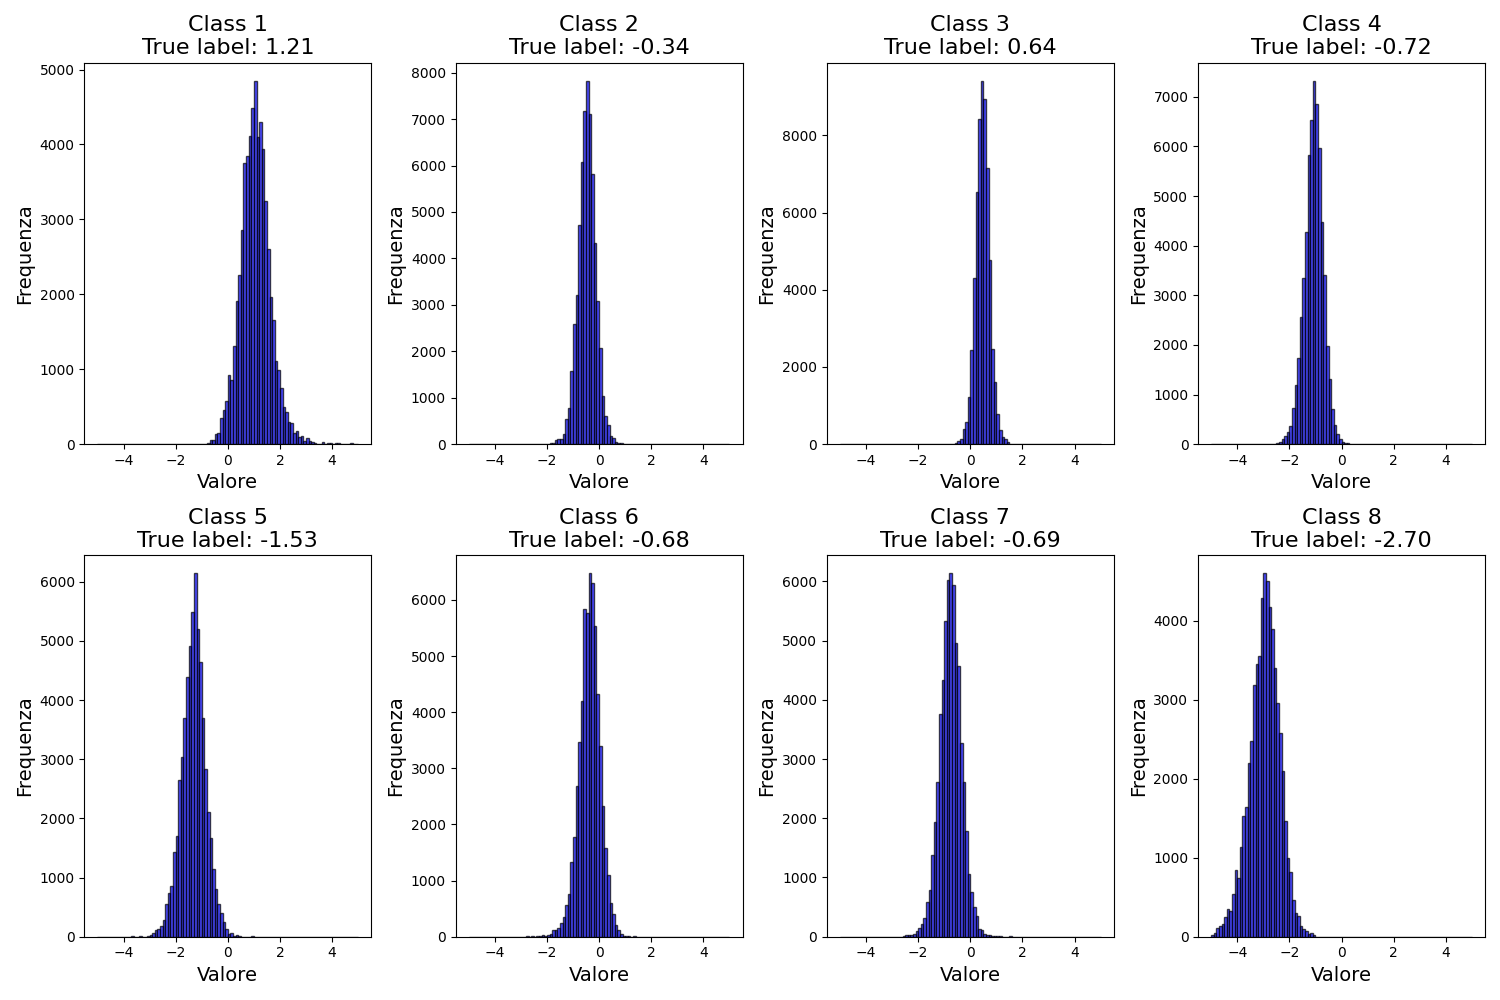 Class 1
True label: 1.21
Class 2
True label: -0.34
Class 3
True label: 0.64
Class 4
True label: -0.72
5000
4000
3000
2000
1000
0
Frequenza
−4 −2 0 2 4
Valore
8000
7000
6000
5000
4000
3000
2000
1000
0
Frequenza
−4 −2 0 2 4
Valore
8000
6000
4000
2000
0
Frequenza
−4 −2 0 2 4
Valore
7000
6000
5000
4000
3000
2000
1000
0
Frequenza
−4 −2 0 2 4
Valore
Class 5
True label: -1.53
Class 6
True label: -0.68
Class 7
True label: -0.69
Class 8
True label: -2.70
6000
5000
4000
3000
2000
1000
0
Frequenza
−4 −2 0 2 4
Valore
6000
5000
4000
3000
2000
1000
0
Frequenza
−4 −2 0 2 4
Valore
6000
5000
4000
3000
2000
1000
0
Frequenza
−4 −2 0 2 4
Valore
4000
3000
2000
1000
0
Frequenza
−4 −2 0 2 4
Valore